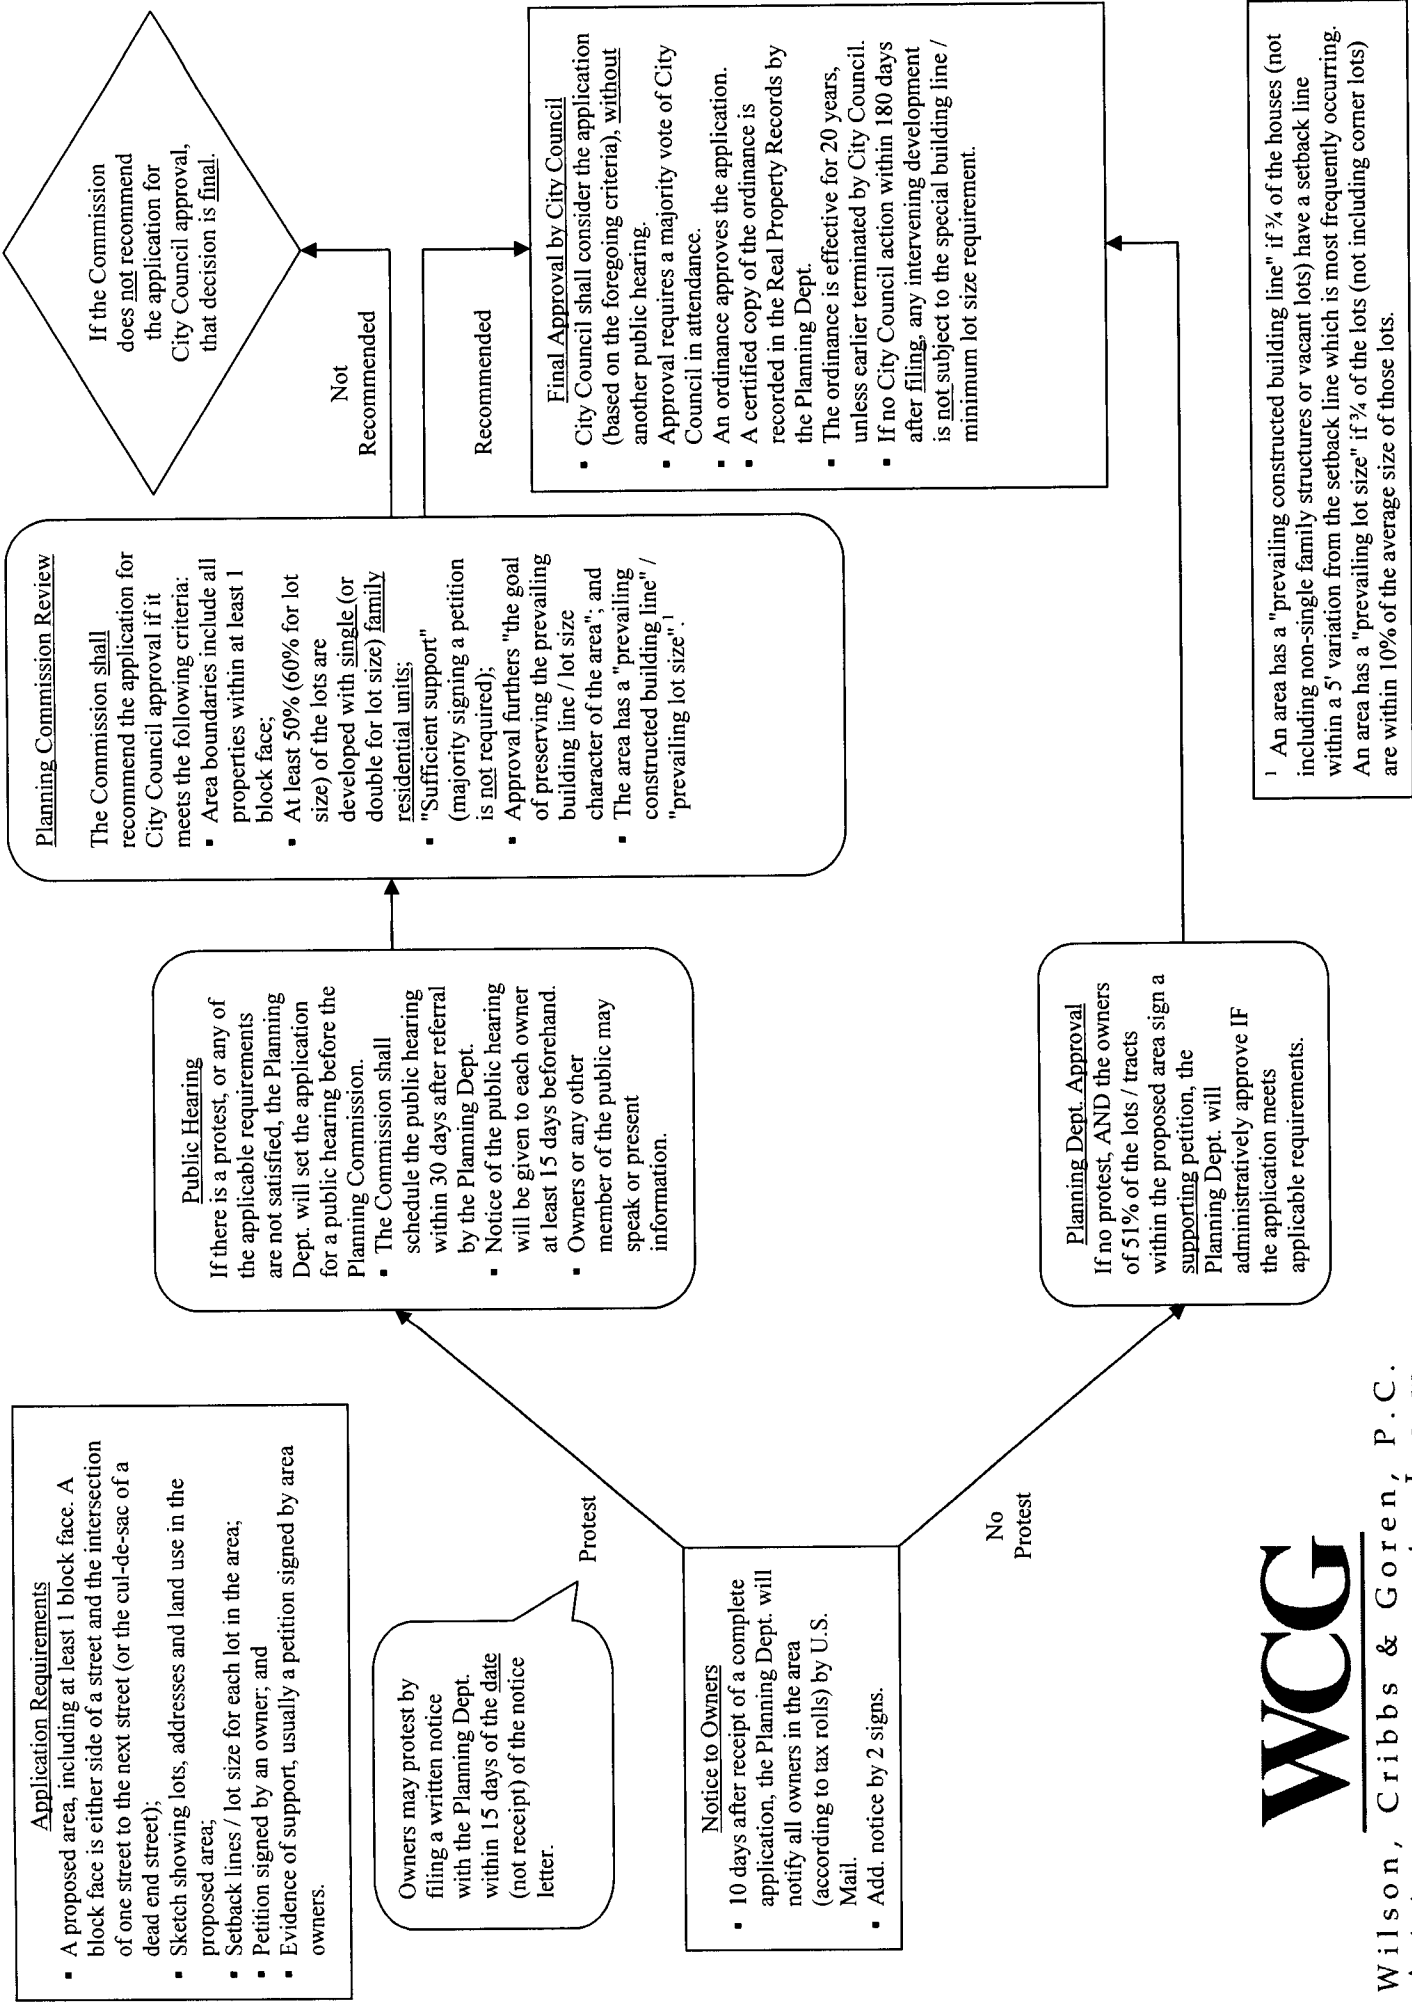 Application Requirements
▪ A proposed area, including at least 1 block face. A
block face is either side of a street and the intersection
of one street to the next street (or the cul-de-sac of a
dead end street);
▪ Sketch showing lots, addresses and land use in the
proposed area;
▪ Setback lines / lot size for each lot in the area;
▪ Petition signed by an owner; and
▪ Evidence of support, usually a petition signed by area
owners.
Owners may protest by
filing a written notice
with the Planning Dept.
within 15 days of the date
(not receipt) of the notice
letter.
Notice to Owners
▪ 10 days after receipt of a complete
application, the Planning Dept. will
notify all owners in the area
(according to tax rolls) by U.S.
Mail.
▪ Add. notice by 2 signs.
Protest
No
Protest
Public Hearing
If there is a protest, or any of
the applicable requirements
are not satisfied, the Planning
Dept. will set the application
for a public hearing before the
Planning Commission.
▪ The Commission shall
schedule the public hearing
within 30 days after referral
by the Planning Dept.
▪ Notice of the public hearing
will be given to each owner
at least 15 days beforehand.
▪ Owners or any other
member of the public may
speak or present
information.
Planning Dept. Approval
If no protest, AND the owners
of 51% of the lots / tracts
within the proposed area sign a
supporting petition, the
Planning Dept. will
administratively approve IF
the application meets
applicable requirements.
Planning Commission Review
The Commission shall
recommend the application for
City Council approval if it
meets the following criteria:
▪ Area boundaries include all
properties within at least 1
block face;
▪ At least 50% (60% for lot
size) of the lots are
developed with single (or
double for lot size) family
residential units;
▪ "Sufficient support"
(majority signing a petition
is not required);
▪ Approval furthers "the goal
of preserving the prevailing
building line / lot size
character of the area"; and
▪ The area has a "prevailing
constructed building line" /
"prevailing lot size".1
Not
Recommended
Recommended
If the Commission
does not recommend
the application for
City Council approval,
that decision is final.
Final Approval by City Council
▪ City Council shall consider the application
(based on the foregoing criteria), without
another public hearing.
▪ Approval requires a majority vote of City
Council in attendance.
▪ An ordinance approves the application.
▪ A certified copy of the ordinance is
recorded in the Real Property Records by
the Planning Dept.
▪ The ordinance is effective for 20 years,
unless earlier terminated by City Council.
▪ If no City Council action within 180 days
after filing, any intervening development
is not subject to the special building line /
minimum lot size requirement.
1 An area has a "prevailing constructed building line" if ¾ of the houses (not
including non-single family structures or vacant lots) have a setback line
within a 5' variation from the setback line which is most frequently occurring.
An area has a "prevailing lot size" if ¾ of the lots (not including corner lots)
are within 10% of the average size of those lots.
WCG
Wilson, Cribbs & Goren, P.C.